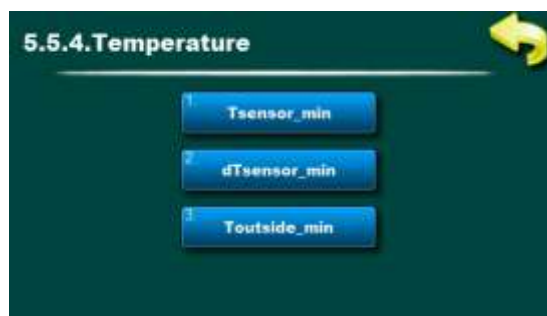 5.5.4.Temperature
1
Tsensor_min
2
dTsensor_min
3
Toutside_min